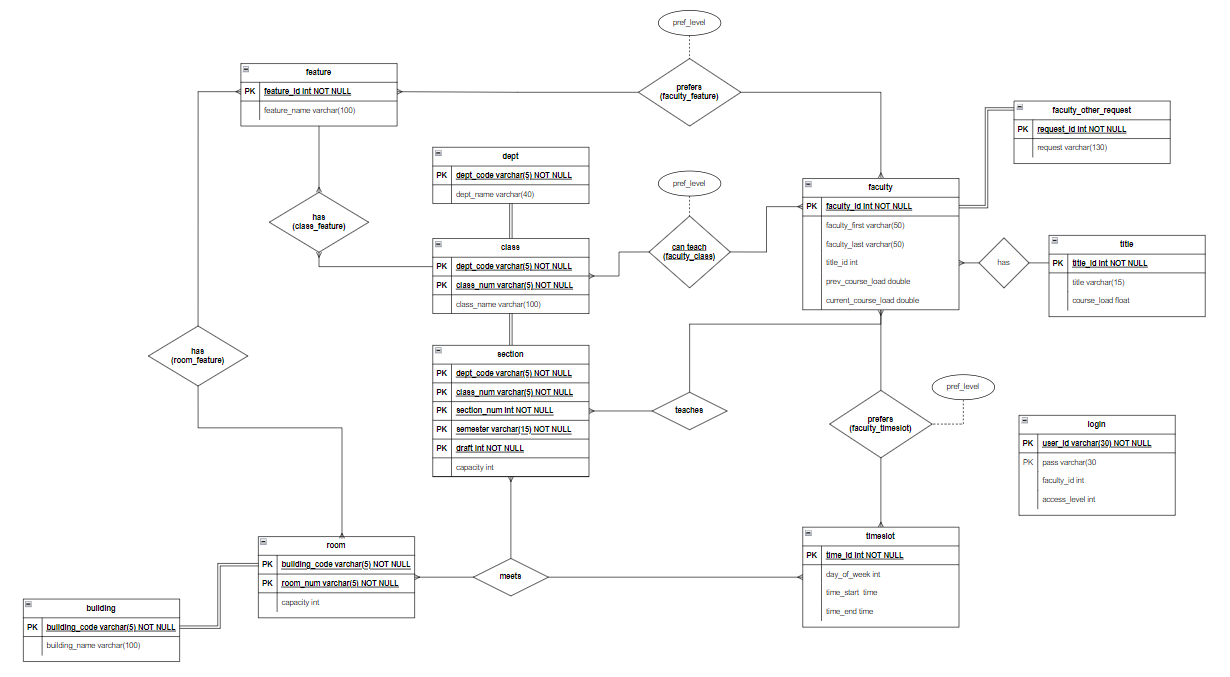 pref_level
feature
PK feature_id int NOT NULL
feature_name varchar(100)
prefers
(faculty_feature)
faculty_other_request
PK request_id int NOT NULL
request varchar(130)
dept
PK dept_code varchar(5) NOT NULL
dept_name varchar(40)
pref_level
faculty
PK faculty_id int NOT NULL
faculty_first varchar(50)
faculty_last varchar(50)
title_id int
prev_course_load double
current_course_load double
has
(class_feature)
class
PK dept_code varchar(5) NOT NULL
PK class_num varchar(5) NOT NULL
class_name varchar(100)
can teach
(faculty_class)
has
title
PK title_id int NOT NULL
title varchar(15)
course_load float
has
(room_feature)
section
PK dept_code varchar(5) NOT NULL
PK class_num varchar(5) NOT NULL
PK section_num int NOT NULL
PK semester varchar(15) NOT NULL
PK draft int NOT NULL
capacity int
teaches
pref_level
prefers
(faculty_timeslot)
login
PK user_id varchar(30) NOT NULL
PK pass varchar(30
faculty_id int
access_level int
room
PK building_code varchar(5) NOT NULL
PK room_num varchar(5) NOT NULL
capacity int
meets
timeslot
PK time_id int NOT NULL
day_of_week int
time_start time
time_end time
building
PK building_code varchar(5) NOT NULL
building_name varchar(100)